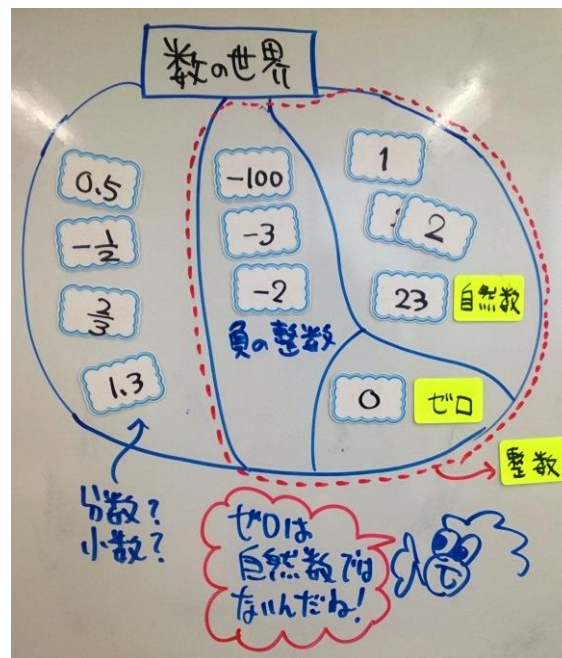 数の世界
0.5
-1/2
2/3
1.3
-100
-3
-2
負の整数
1
2
23
自然数
0
ゼロ
整数
分数?
小数?
ゼロは
自然数では
ないんだね!